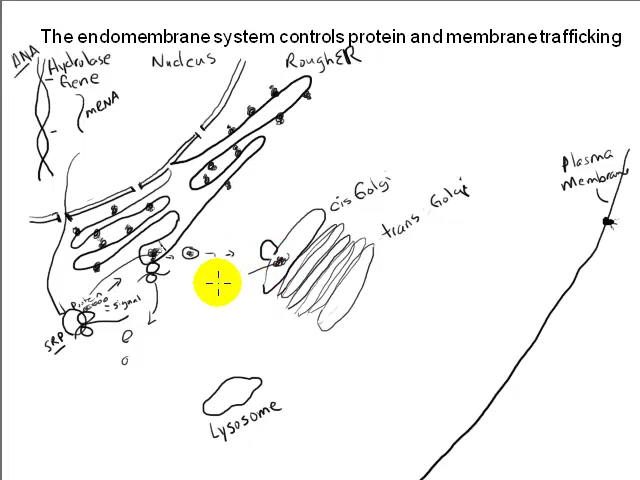 The endomembrane system controls protein and membrane trafficking
DNA
Hydrolase
Gene
mRNA
Nucleus
Rough ER
Plasma
Membrane
cis Golgi
trans Golgi
Protein
= Signal
SRP
Lysosome